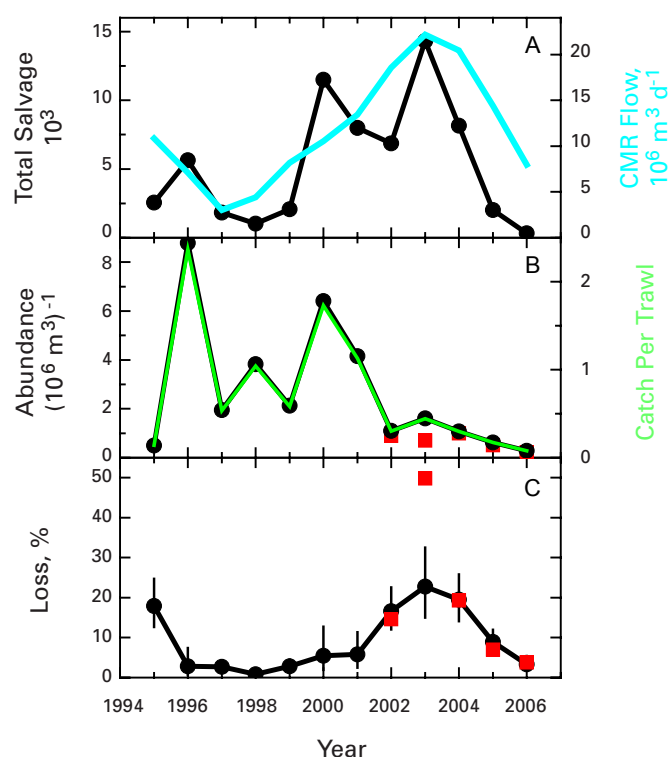 A
Total Salvage
10³
15
10
5
0
20
15
10
5
0
CMR Flow,
10⁶ m³ d⁻¹
B
Abundance
(10⁶ m³)⁻¹
8
6
4
2
0
2
1
0
Catch Per Trawl
C
Loss, %
50
40
30
20
10
0
1994 1996 1998 2000 2002 2004 2006
Year